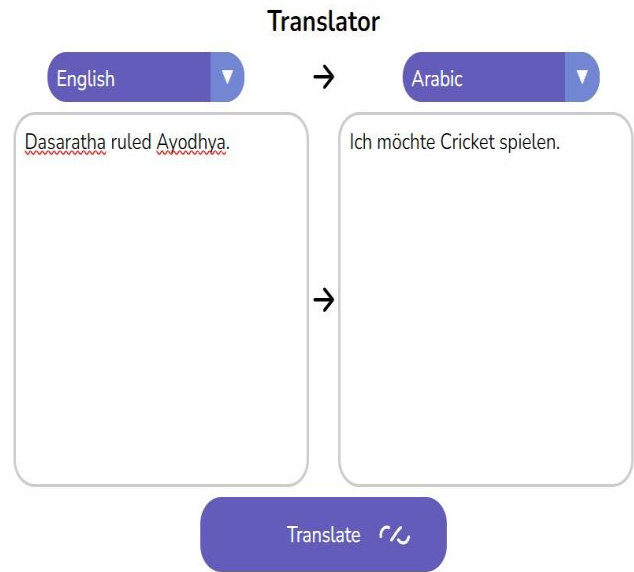 Translator
English
Arabic
Dasaratha ruled Ayodhya.
Ich möchte Cricket spielen.
Translate